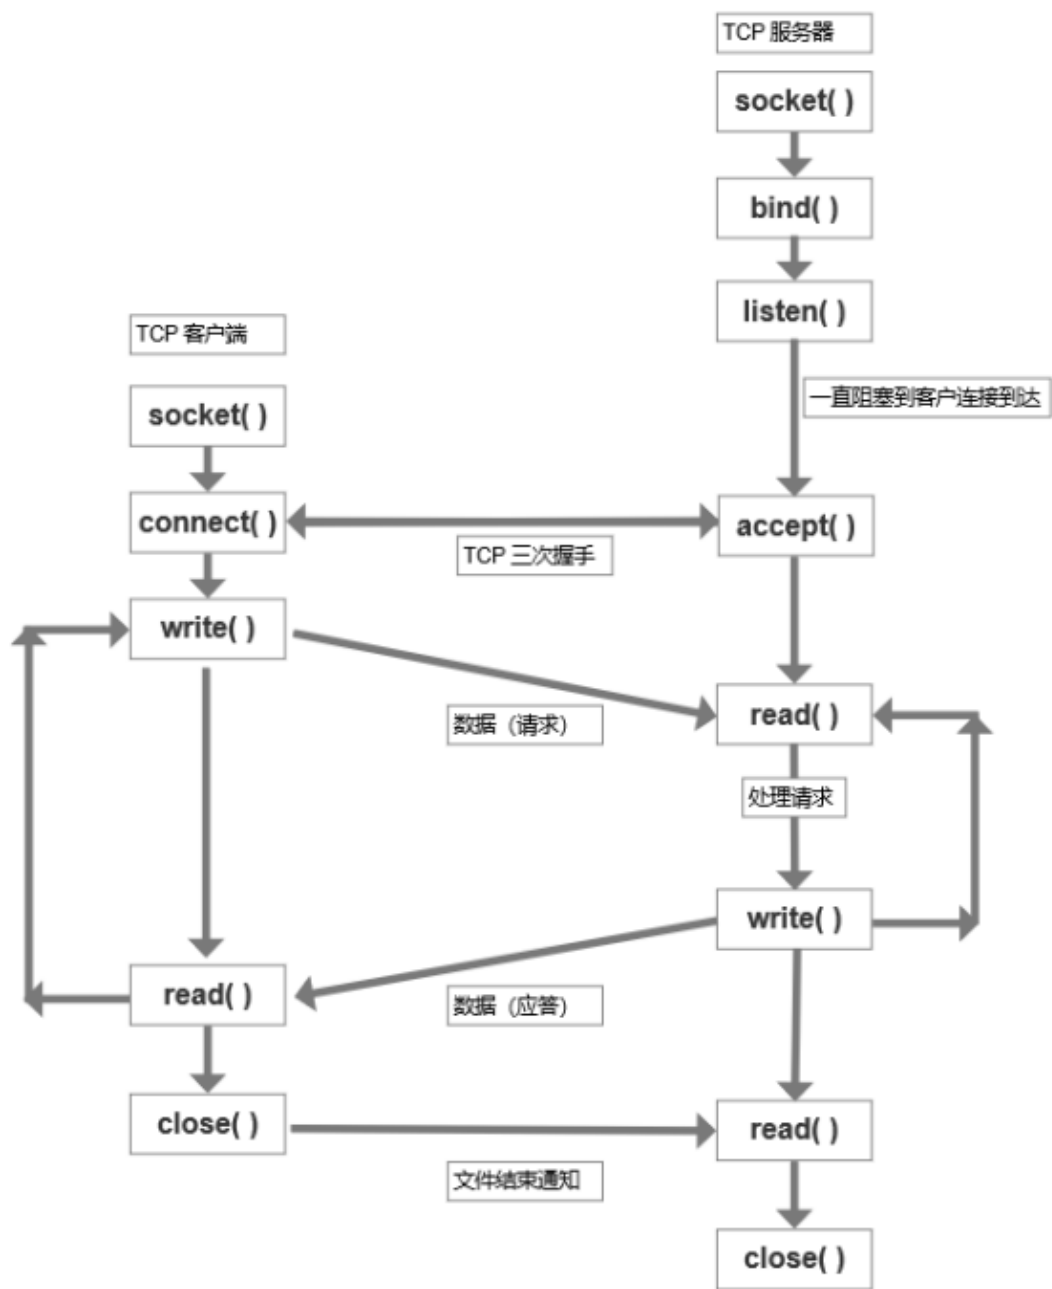 TCP 服务器
socket( )
bind( )
listen( )
TCP 客户端
一直阻塞到客户连接到达
socket( )
connect( )
accept( )
TCP 三次握手
write( )
read( )
数据（请求）
处理请求
write( )
read( )
数据（应答）
close( )
read( )
文件结束通知
close( )